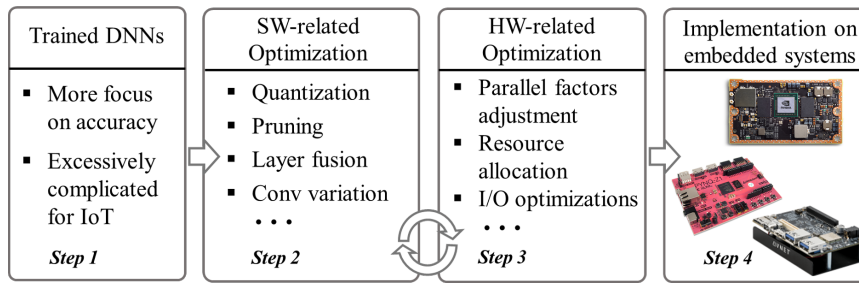 Trained DNNs
▪ More focus
on accuracy
▪ Excessively
complicated
for IoT
Step 1
SW-related
Optimization
▪ Quantization
▪ Pruning
▪ Layer fusion
▪ Conv variation
• • •
Step 2
HW-related
Optimization
▪ Parallel factors
adjustment
▪ Resource
allocation
▪ I/O optimizations
• • •
Step 3
Implementation on
embedded systems
Step 4